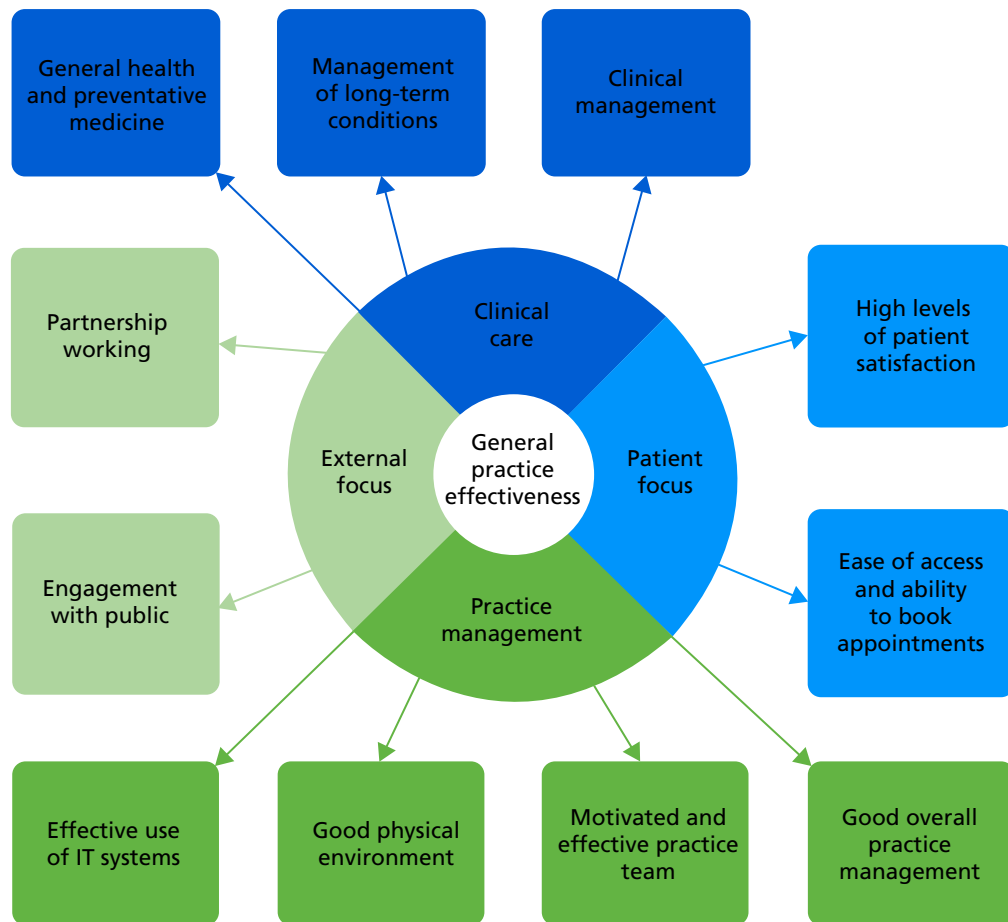 General health
and preventative
medicine
Management
of long-term
conditions
Clinical
management
Partnership
working
Clinical
care
High levels
of patient
satisfaction
External
focus
General
practice
effectiveness
Patient
focus
Engagement
with public
Practice
management
Ease of access
and ability
to book
appointments
Effective use
of IT systems
Good physical
environment
Motivated and
effective practice
team
Good overall
practice
management